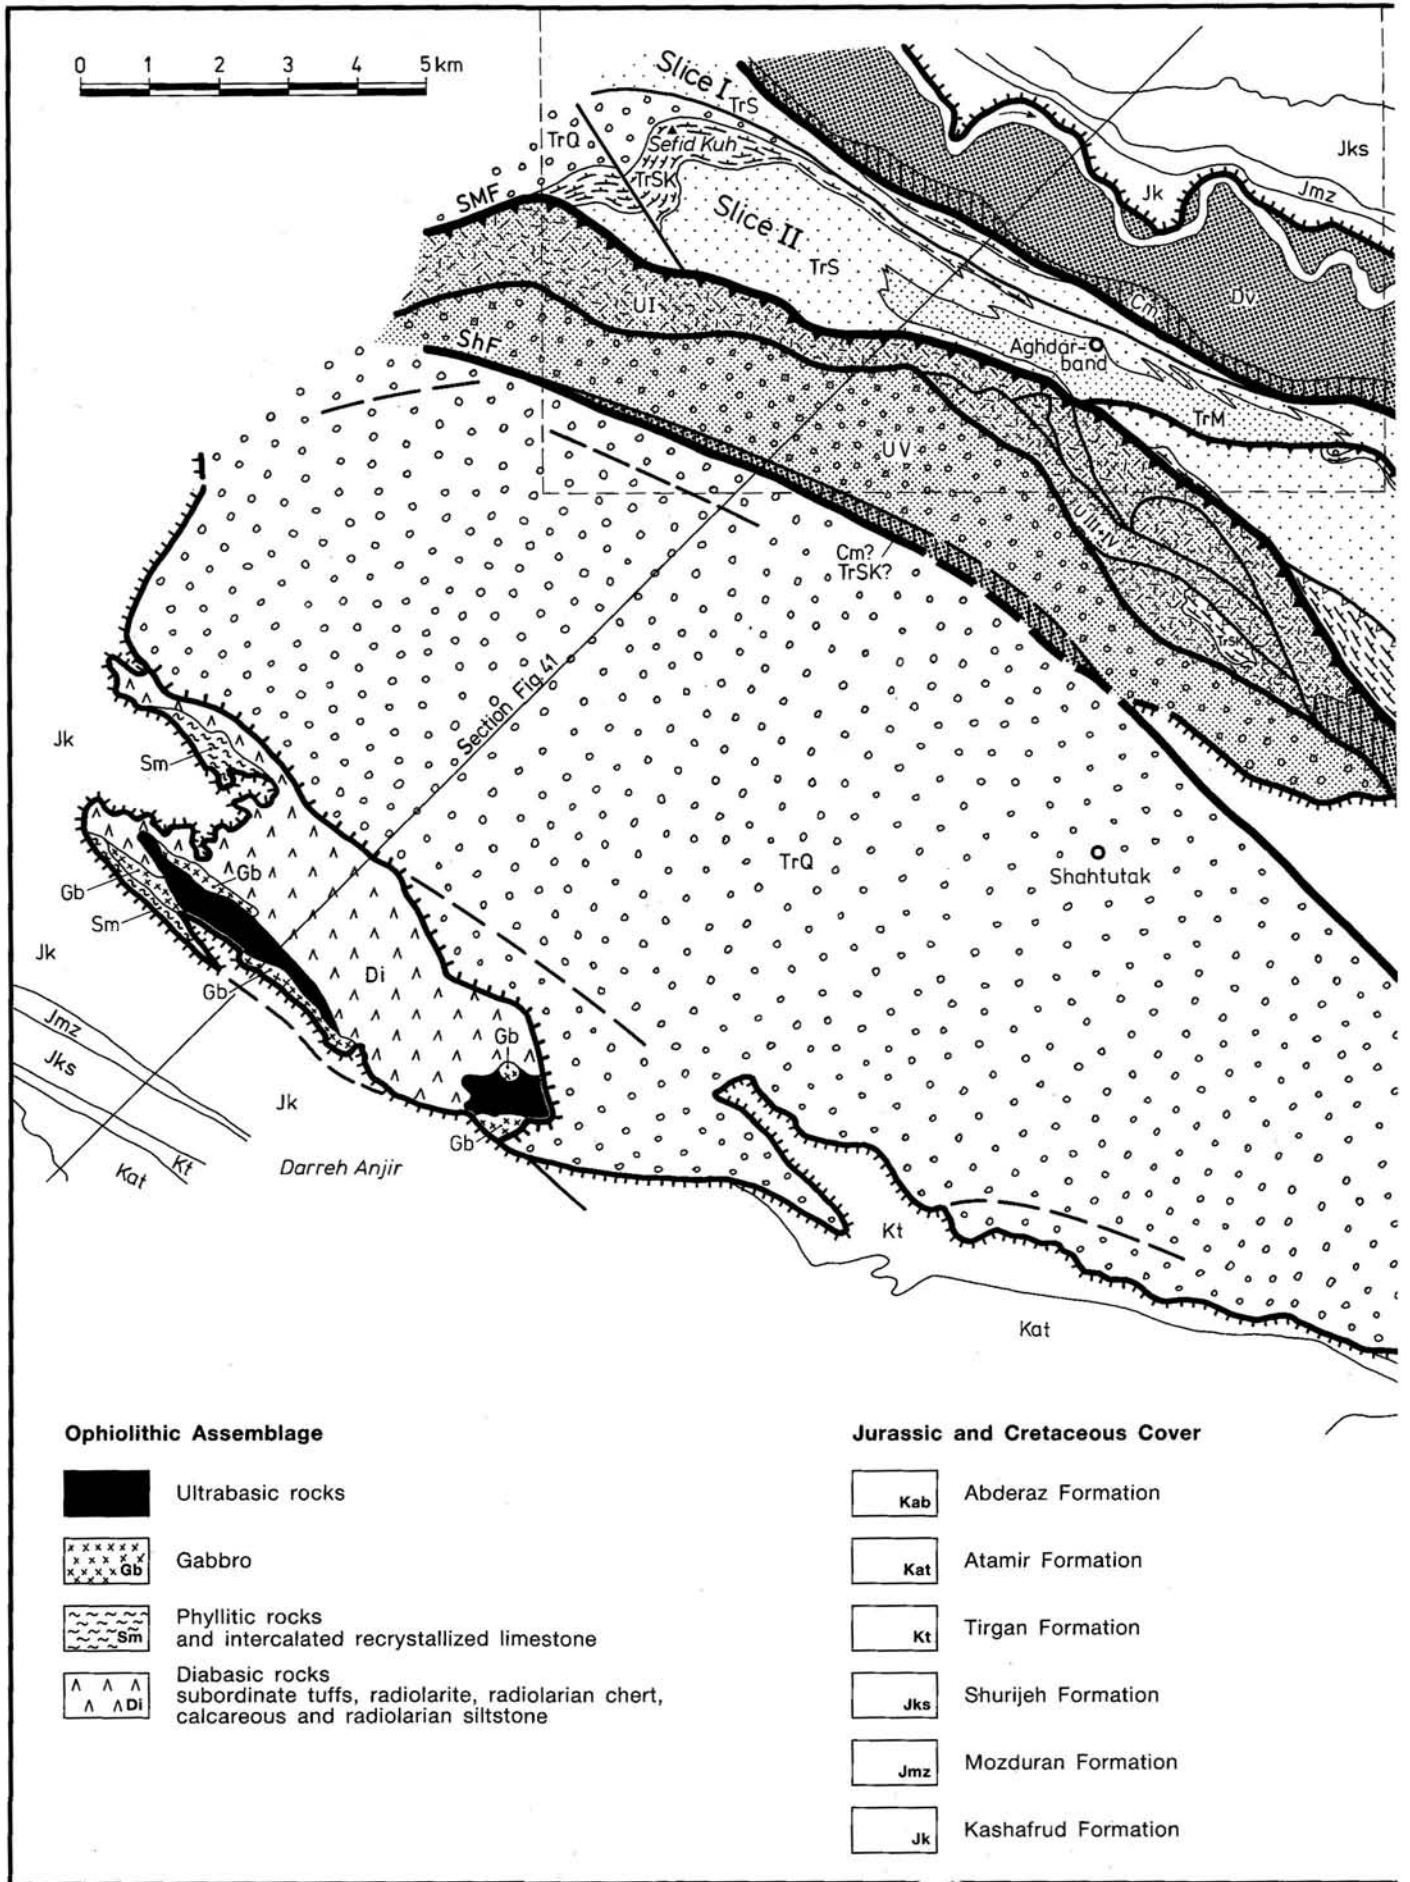 0 1 2 3 4 5 km
Slice I
TrS
TrQ
Sefid Kuh
TrSK
SMF
Slice II
TrS
Jks
Jmz
Jk
Dv
Cm
UI
Aghdar-
band
ShF
TrM
UV
U III+IV
Cm?
TrSK?
TrSK
Section Fig. 41
Jk
Sm
TrQ
Shahtutak
Gb
Gb
Sm
Jk
Di
Gb
Jmz
Gb
Jks
Jk
Gb
Kt
Kat
Darreh Anjir
Kt
Kat
Ophiolithic Assemblage
Ultrabasic rocks
Gb
Gabbro
Sm
Phyllitic rocks
and intercalated recrystallized limestone
Di
Diabasic rocks
subordinate tuffs, radiolarite, radiolarian chert,
calcareous and radiolarian siltstone
Jurassic and Cretaceous Cover
Kab Abderaz Formation
Kat Atamir Formation
Kt Tirgan Formation
Jks Shurijeh Formation
Jmz Mozduran Formation
Jk Kashafrud Formation